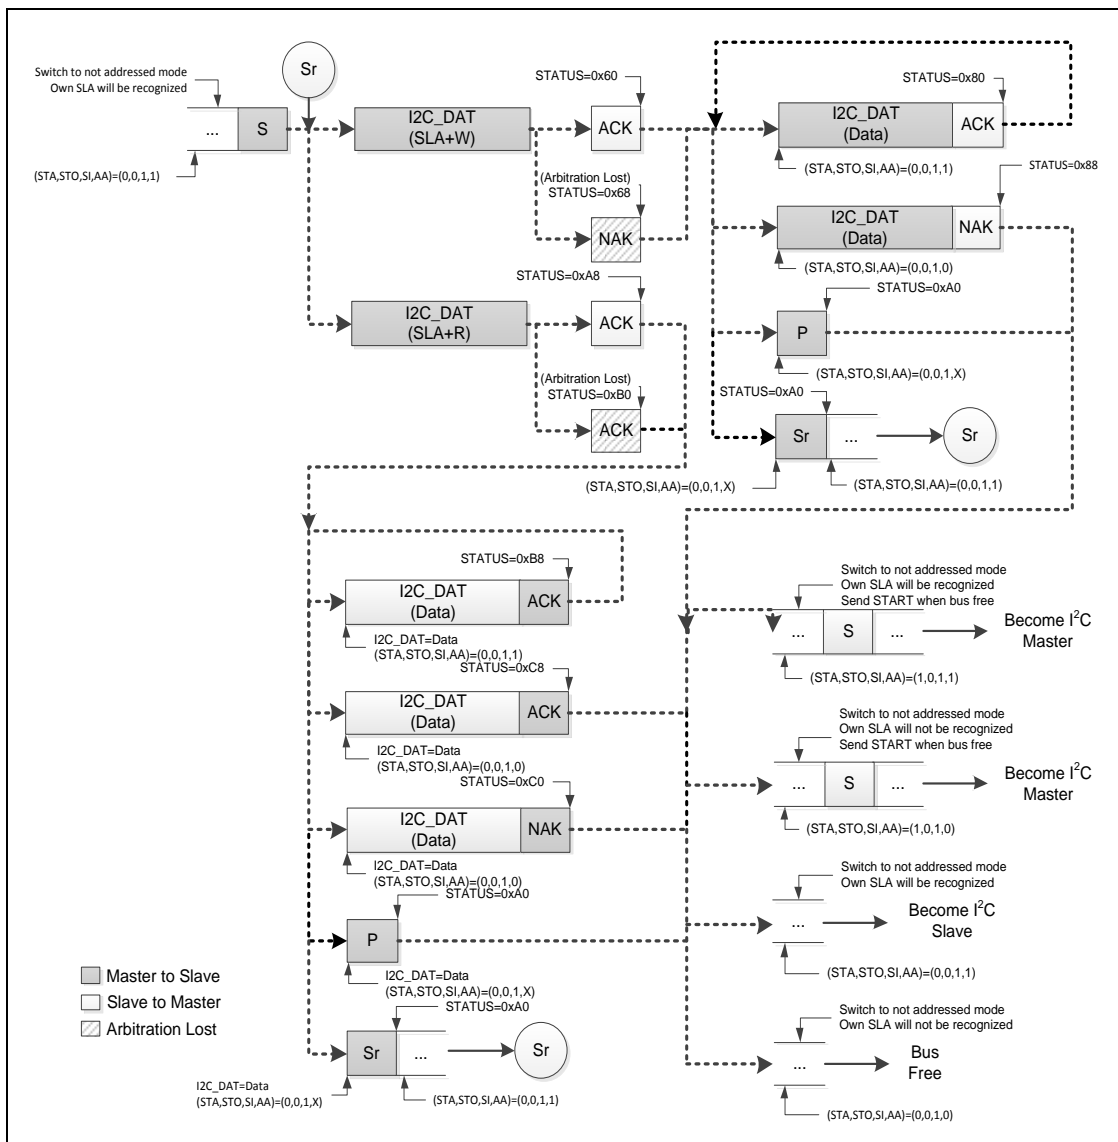 Switch to not addressed mode
Own SLA will be recognized
Sr
... S
(STA,STO,SI,AA)=(0,0,1,1)
I2C_DAT
(SLA+W)
STATUS=0x60
ACK
(Arbitration Lost)
STATUS=0x68
NAK
I2C_DAT
(SLA+R)
STATUS=0xA8
ACK
(Arbitration Lost)
STATUS=0xB0
ACK
STATUS=0x80
I2C_DAT
(Data)
ACK
(STA,STO,SI,AA)=(0,0,1,1)
STATUS=0x88
I2C_DAT
(Data)
NAK
(STA,STO,SI,AA)=(0,0,1,0)
STATUS=0xA0
P
(STA,STO,SI,AA)=(0,0,1,X)
STATUS=0xA0
Sr ... Sr
(STA,STO,SI,AA)=(0,0,1,X)
(STA,STO,SI,AA)=(0,0,1,1)
STATUS=0xB8
I2C_DAT
(Data)
ACK
I2C_DAT=Data
(STA,STO,SI,AA)=(0,0,1,1)
STATUS=0xC8
I2C_DAT
(Data)
ACK
I2C_DAT=Data
(STA,STO,SI,AA)=(0,0,1,0)
STATUS=0xC0
I2C_DAT
(Data)
NAK
I2C_DAT=Data
(STA,STO,SI,AA)=(0,0,1,0)
STATUS=0xA0
P
I2C_DAT=Data
(STA,STO,SI,AA)=(0,0,1,X)
STATUS=0xA0
Sr ... Sr
I2C_DAT=Data
(STA,STO,SI,AA)=(0,0,1,X)
(STA,STO,SI,AA)=(0,0,1,1)
Switch to not addressed mode
Own SLA will be recognized
Send START when bus free
... S ...
Become I²C
Master
(STA,STO,SI,AA)=(1,0,1,1)
Switch to not addressed mode
Own SLA will not be recognized
Send START when bus free
... S ...
Become I²C
Master
(STA,STO,SI,AA)=(1,0,1,0)
Switch to not addressed mode
Own SLA will be recognized
...
Become I²C
Slave
(STA,STO,SI,AA)=(0,0,1,1)
Switch to not addressed mode
Own SLA will not be recognized
...
Bus
Free
(STA,STO,SI,AA)=(0,0,1,0)
Master to Slave
Slave to Master
Arbitration Lost